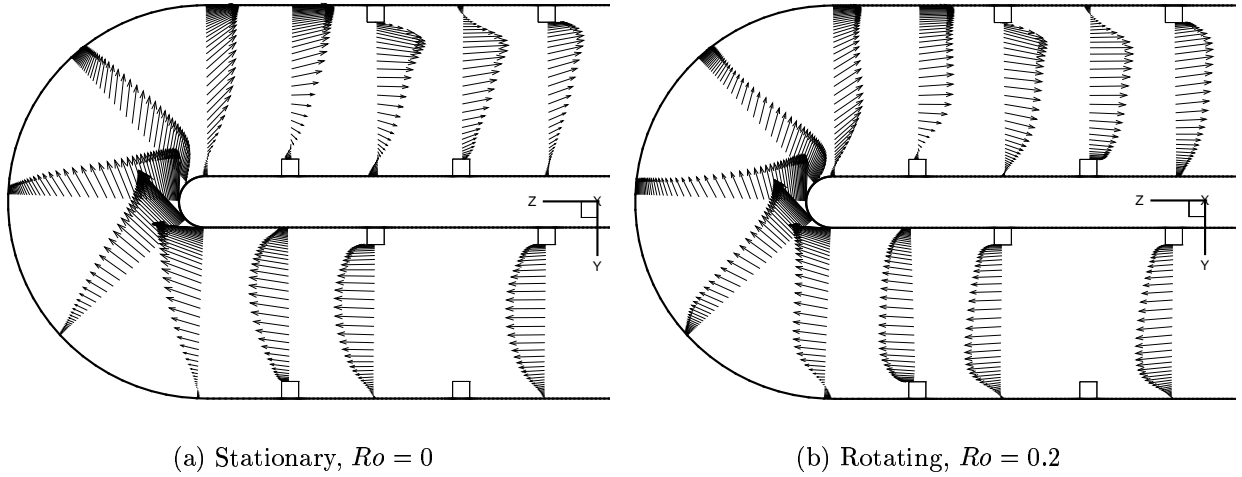 Z
X
Y
Z
X
Y
(a) Stationary, Ro = 0
(b) Rotating, Ro = 0.2